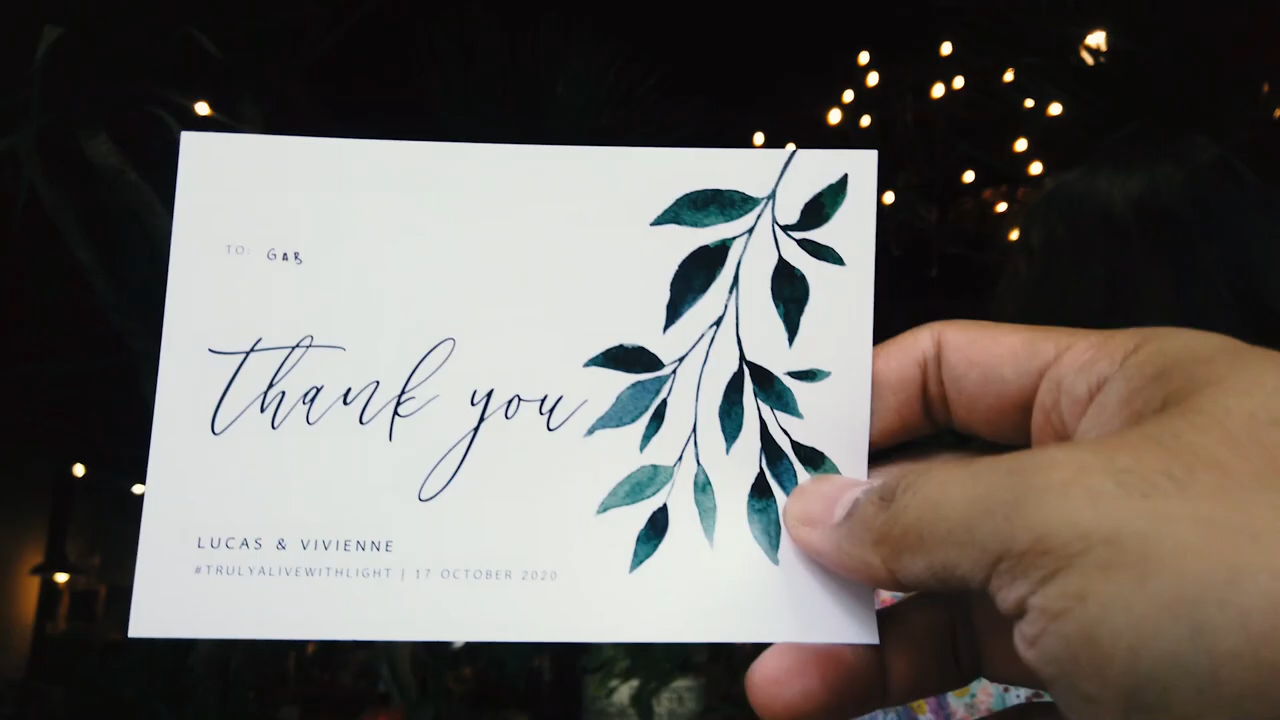 TO: GAB
thank you
LUCAS & VIVIENNE
#TRULYALIVEWITHLIGHT | 17 OCTOBER 2020